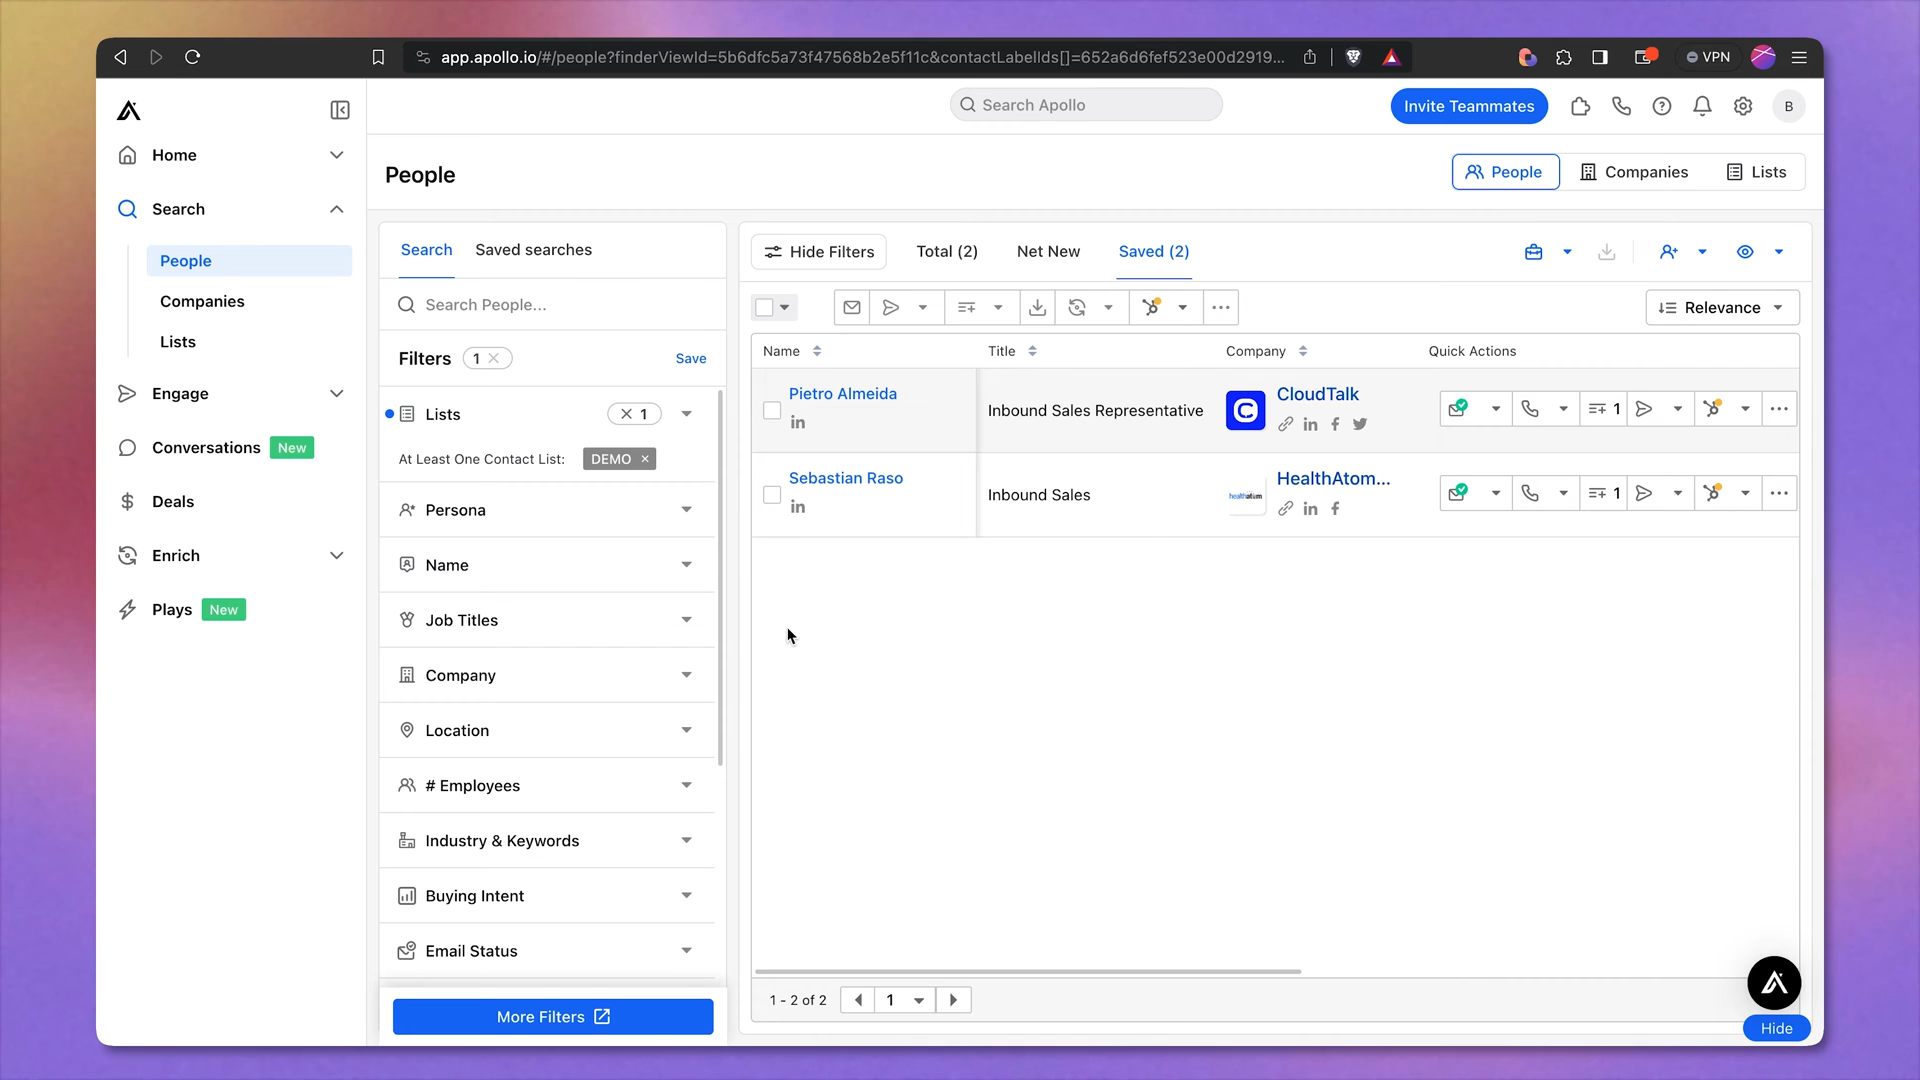 app.apollo.io/#/people?finderViewId=5b6dfc5a73f47568b2e5f11c&contactLabelIds[]=652a6d6fef523e00d2919...
VPN
Search Apollo
Invite Teammates
B
Home
Search
People
Companies
Lists
Engage
Conversations New
Deals
Enrich
Plays New
People
People
Companies
Lists
Search
Saved searches
Search People...
Filters 1
Save
Lists
1
At Least One Contact List: DEMO ×
Persona
Name
Job Titles
Company
Location
# Employees
Industry & Keywords
Buying Intent
Email Status
More Filters
Hide Filters
Total (2)
Net New
Saved (2)
Relevance
Name
Title
Company
Quick Actions
Pietro Almeida
in
Inbound Sales Representative
CloudTalk
in
1
Sebastian Raso
in
Inbound Sales
healthatom
HealthAtom...
in
1
1 - 2 of 2
1
Hide